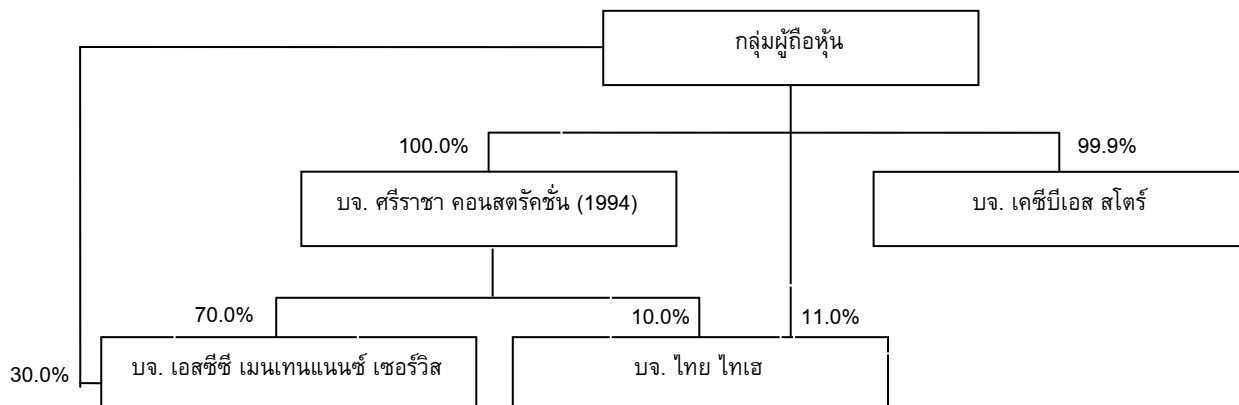 กลุ่มผู้ถือหุ้น
100.0%
99.9%
บจ. ศรีราชา คอนสตรัคชั่น (1994)
บจ. เคซีบีเอส สโตร์
70.0%
10.0%
11.0%
30.0%
บจ. เอสซีซี เมนเทนแนนซ์ เซอร์วิส
บจ. ไทย ไทเฮ